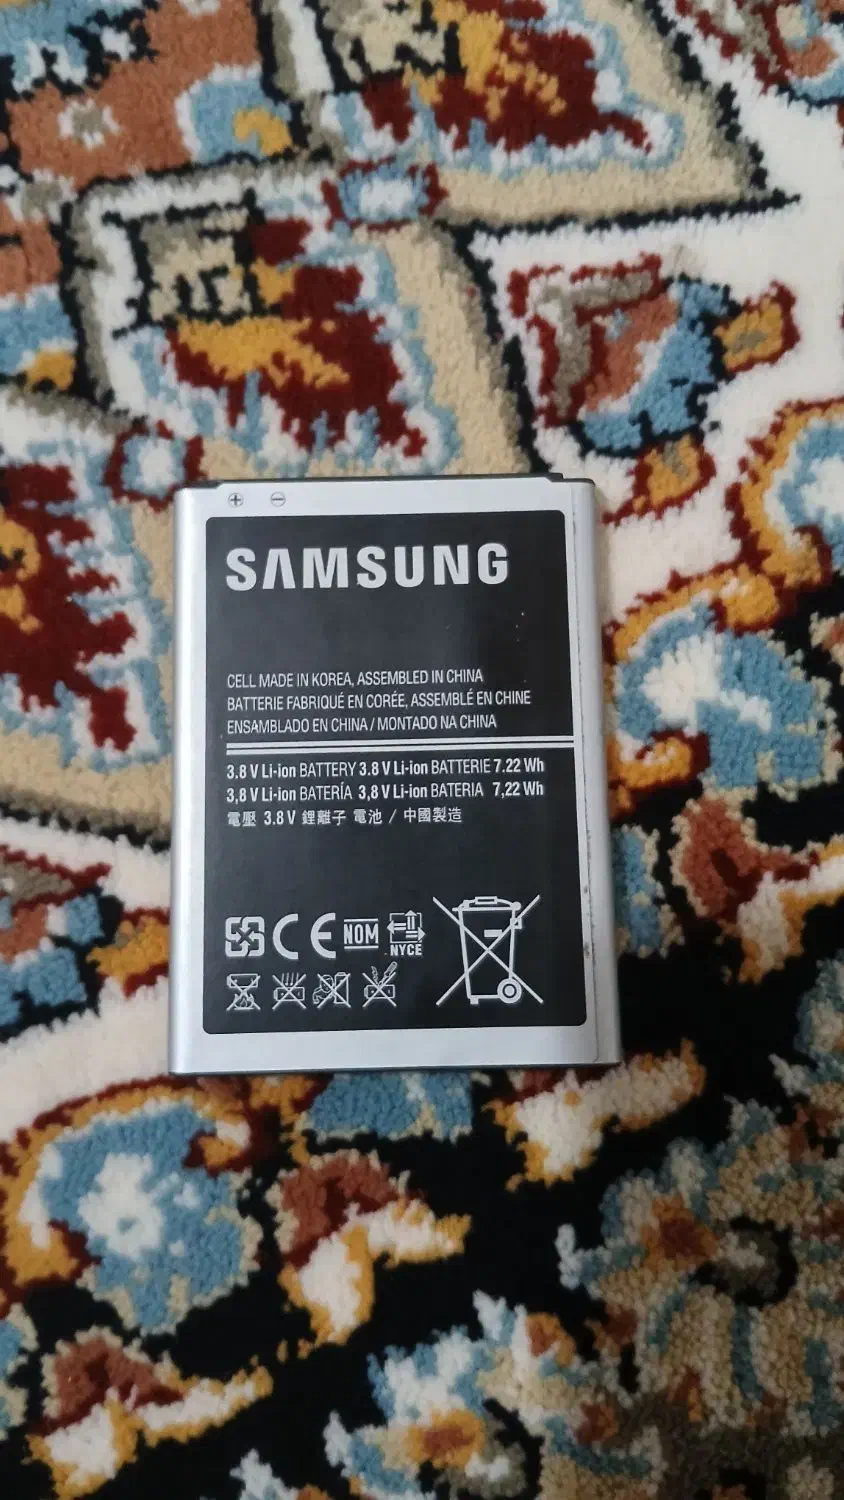 SAMSUNG
CELL MADE IN KOREA, ASSEMBLED IN CHINA
BATTERIE FABRIQUÉ EN CORÉE, ASSEMBLÉ EN CHINE
ENSAMBLADO EN CHINA / MONTADO NA CHINA
3.8 V Li-ion BATTERY 3.8 V Li-ion BATTERIE 7.22 Wh
3,8 V Li-ion BATERÍA 3,8 V Li-ion BATERIA 7,22 Wh
電壓 3.8 V 鋰離子 電池 / 中國製造
CE NOM
NYCE